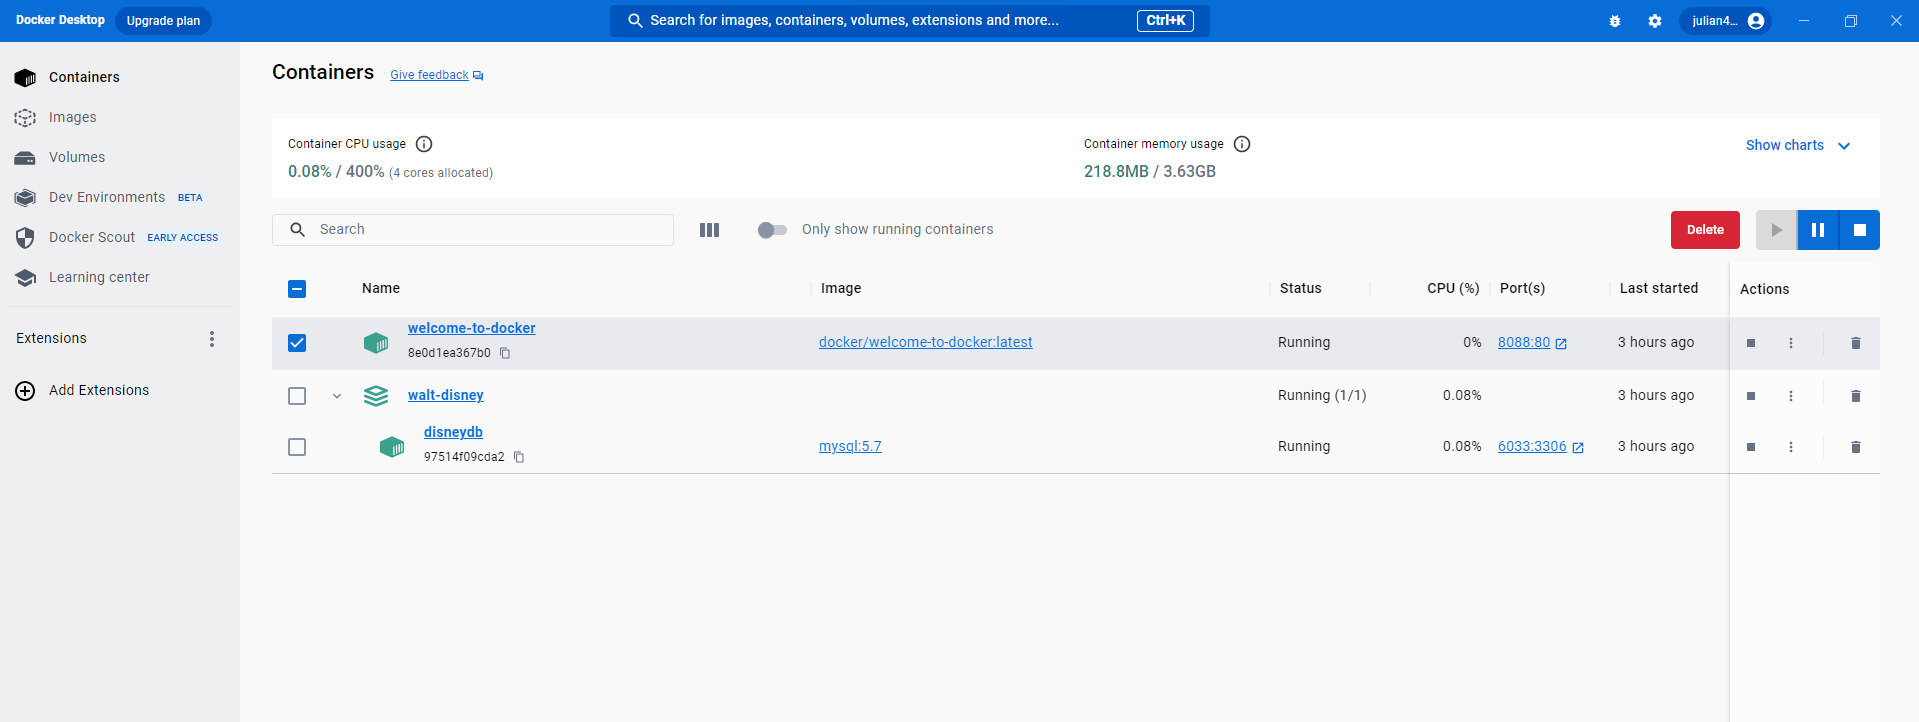 Docker Desktop Upgrade plan Search for images, containers, volumes, extensions and more... Ctrl+K julian4...
Containers
Images
Volumes
Dev Environments BETA
Docker Scout EARLY ACCESS
Learning center
Extensions
Add Extensions
Containers Give feedback
Container CPU usage
0.08% / 400% (4 cores allocated)
Container memory usage
218.8MB / 3.63GB
Show charts
Search Only show running containers Delete
Name Image Status CPU (%) Port(s) Last started Actions
welcome-to-docker
8e0d1ea367b0
docker/welcome-to-docker:latest Running 0% 8088:80 3 hours ago
walt-disney Running (1/1) 0.08% 3 hours ago
disneydb
97514f09cda2
mysql:5.7 Running 0.08% 6033:3306 3 hours ago